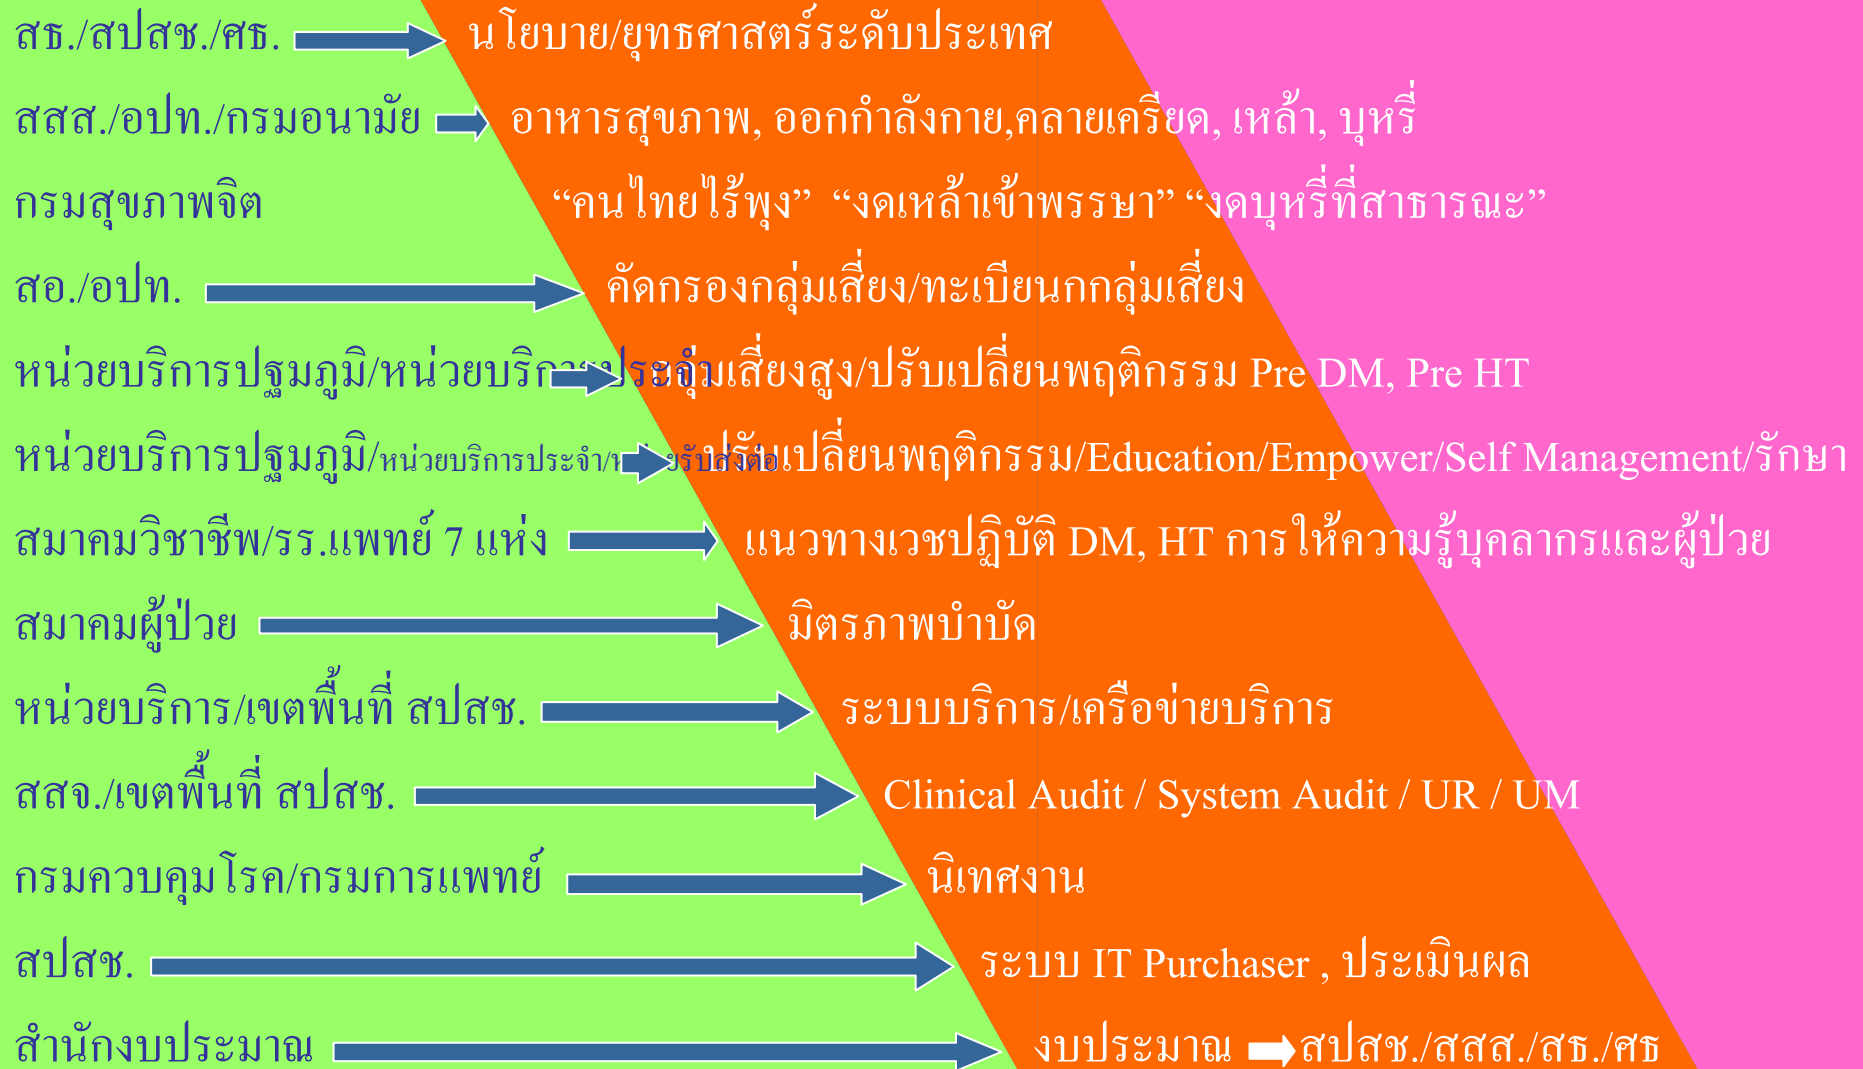 สธ./สปสช./ศธ. นโยบาย/ยุทธศาสตร์ระดับประเทศ
สสส./อปท./กรมอนามัย อาหารสุขภาพ, ออกกำลังกาย,คลายเครียด, เหล้า, บุหรี่
กรมสุขภาพจิต “คนไทยไร้พุง” “งดเหล้าเข้าพรรษา” “งดบุหรี่ที่สาธารณะ”
สอ./อปท. คัดกรองกลุ่มเสี่ยง/ทะเบียนกกลุ่มเสี่ยง
หน่วยบริการปฐมภูมิ/หน่วยบริการประจำ กลุ่มเสี่ยงสูง/ปรับเปลี่ยนพฤติกรรม Pre DM, Pre HT
หน่วยบริการปฐมภูมิ/หน่วยบริการประจำ/หน่วยรับส่งต่อ ปรับเปลี่ยนพฤติกรรม/Education/Empower/Self Management/รักษา
สมาคมวิชาชีพ/รร.แพทย์ 7 แห่ง แนวทางเวชปฏิบัติ DM, HT การให้ความรู้บุคลากรและผู้ป่วย
สมาคมผู้ป่วย มิตรภาพบำบัด
หน่วยบริการ/เขตพื้นที่ สปสช. ระบบบริการ/เครือข่ายบริการ
สสจ./เขตพื้นที่ สปสช. Clinical Audit / System Audit / UR / UM
กรมควบคุมโรค/กรมการแพทย์ นิเทศงาน
สปสช. ระบบ IT Purchaser , ประเมินผล
สำนักงบประมาณ งบประมาณ สปสช./สสส./สธ./ศธ